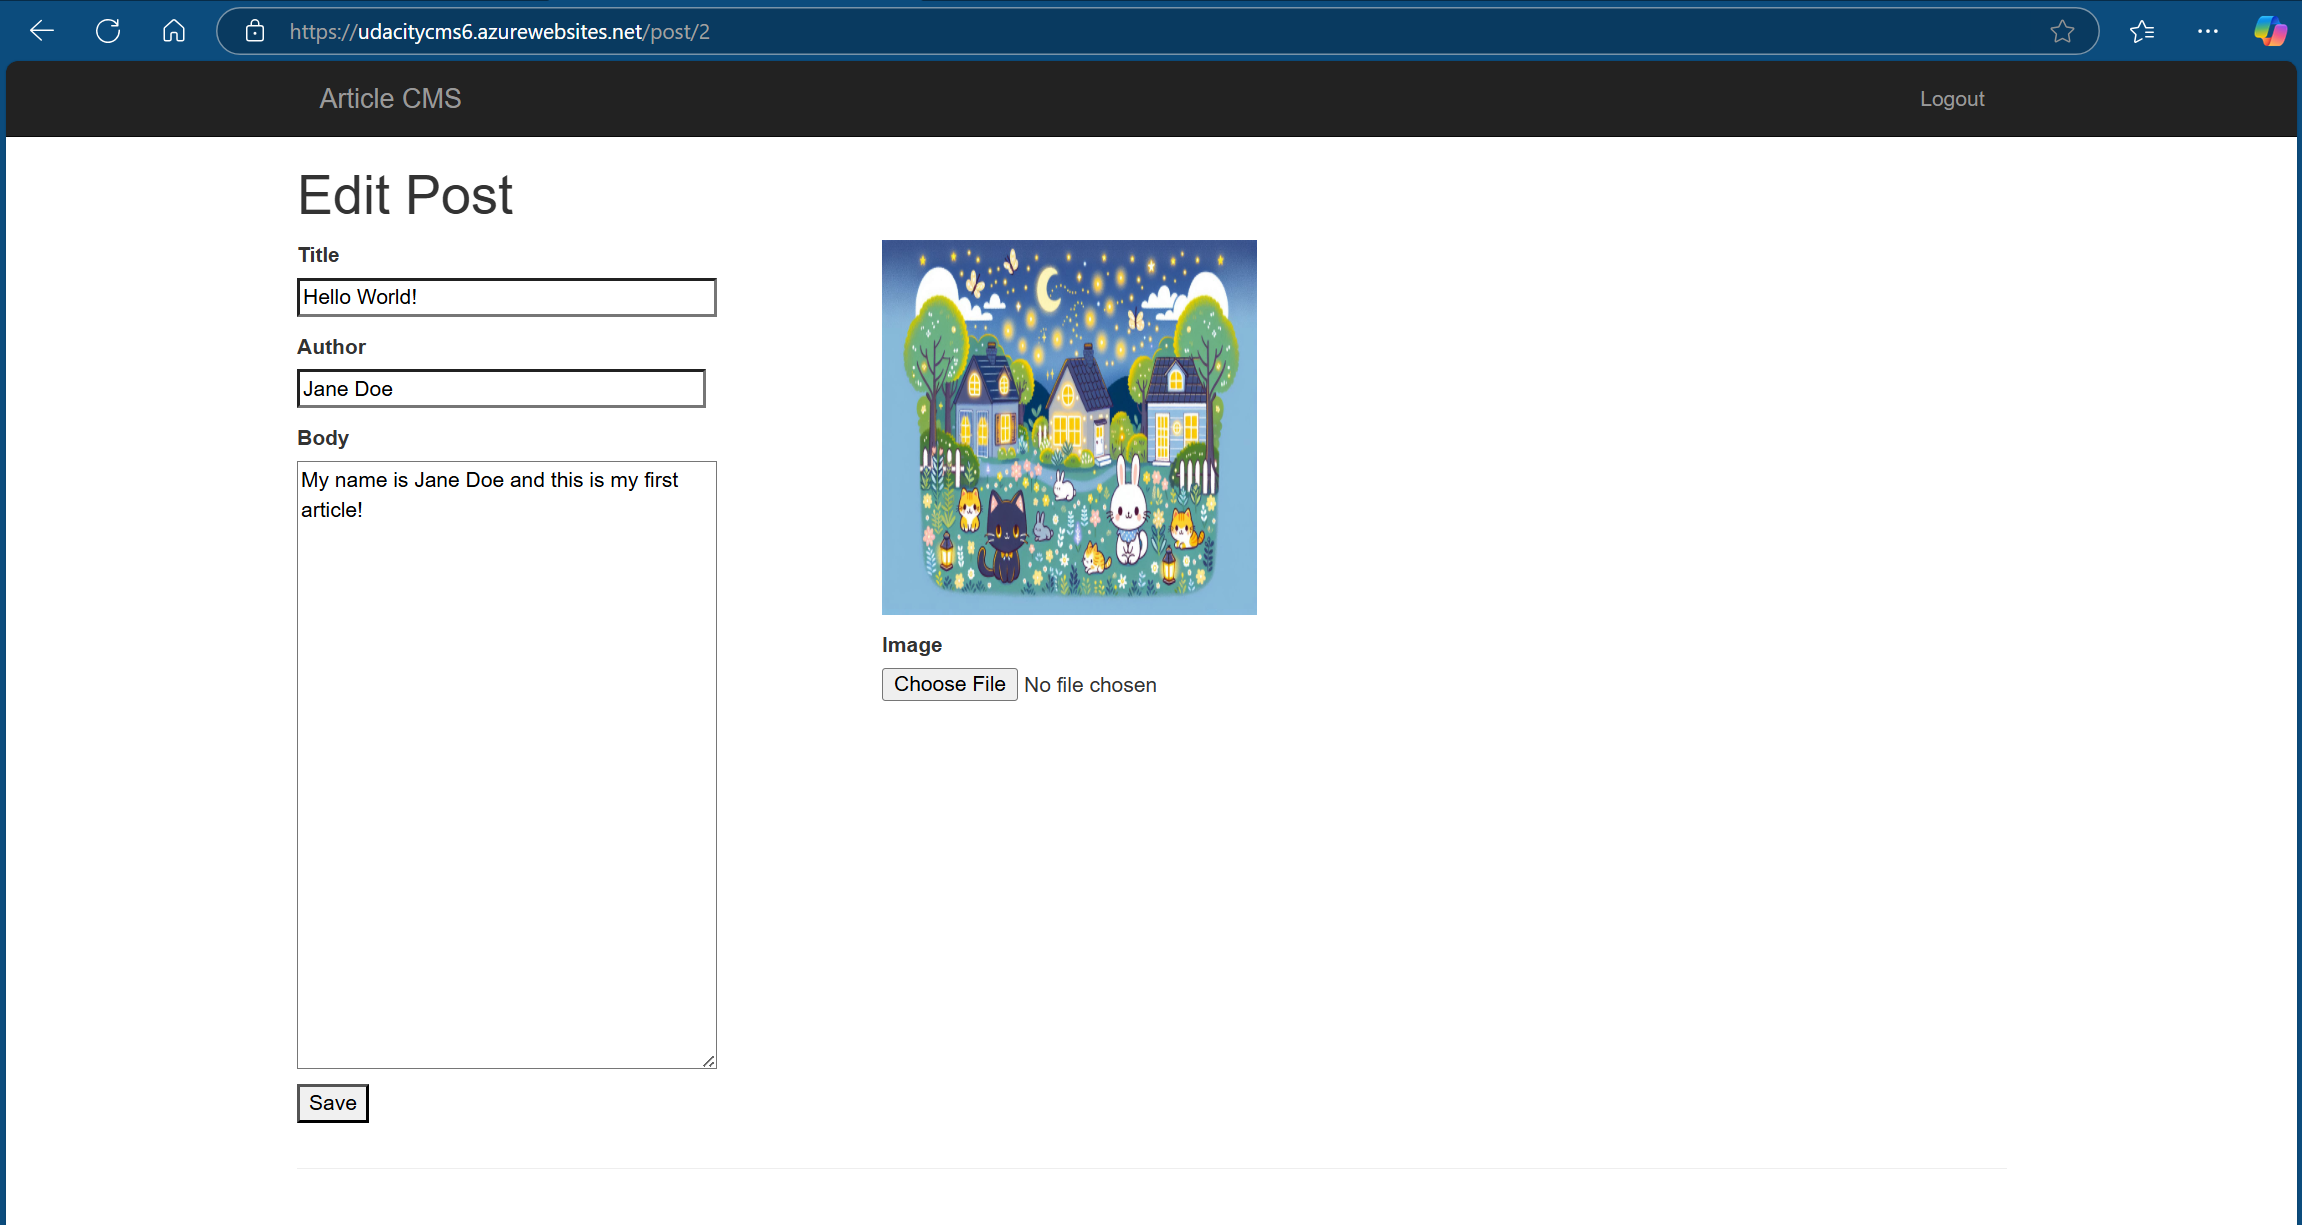 https://udacitycms6.azurewebsites.net/post/2
Article CMS
Logout
Edit Post
Title
Hello World!
Author
Jane Doe
Body
My name is Jane Doe and this is my first
article!
Image
Choose File No file chosen
Save